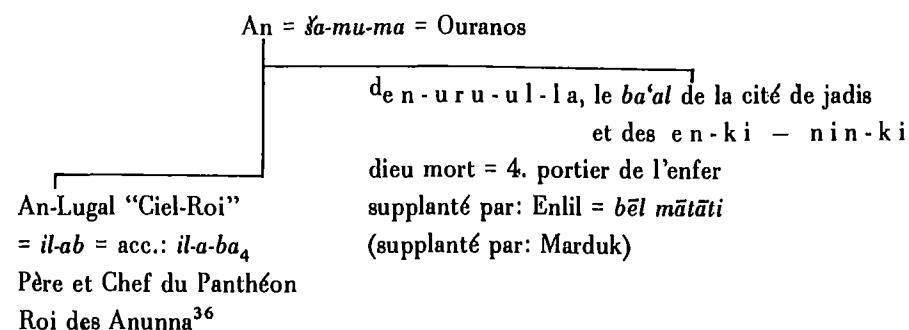 An = ša-mu-ma = Ouranos
ᵈe n - u r u - u l - l a, le ba‘al de la cité de jadis
et des e n - k i – n i n - k i
dieu mort = 4. portier de l'enfer
supplanté par: Enlil = bēl mātāti
(supplanté par: Marduk)
An-Lugal “Ciel-Roi”
= il-ab = acc.: il-a-ba₄
Père et Chef du Panthéon
Roi des Anunna³⁶